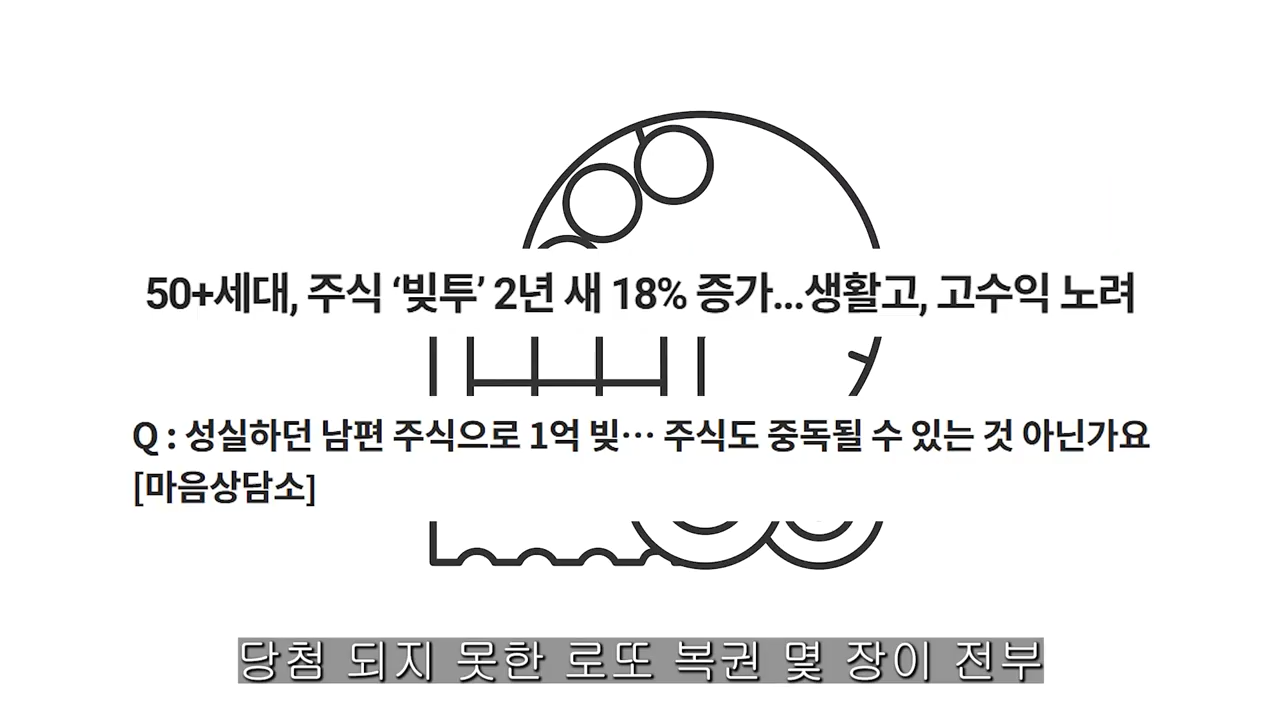 50+세대, 주식 ‘빚투’ 2년 새 18% 증가...생활고, 고수익 노려
Q : 성실하던 남편 주식으로 1억 빚… 주식도 중독될 수 있는 것 아닌가요
[마음상담소]
당첨 되지 못한 로또 복권 몇 장이 전부